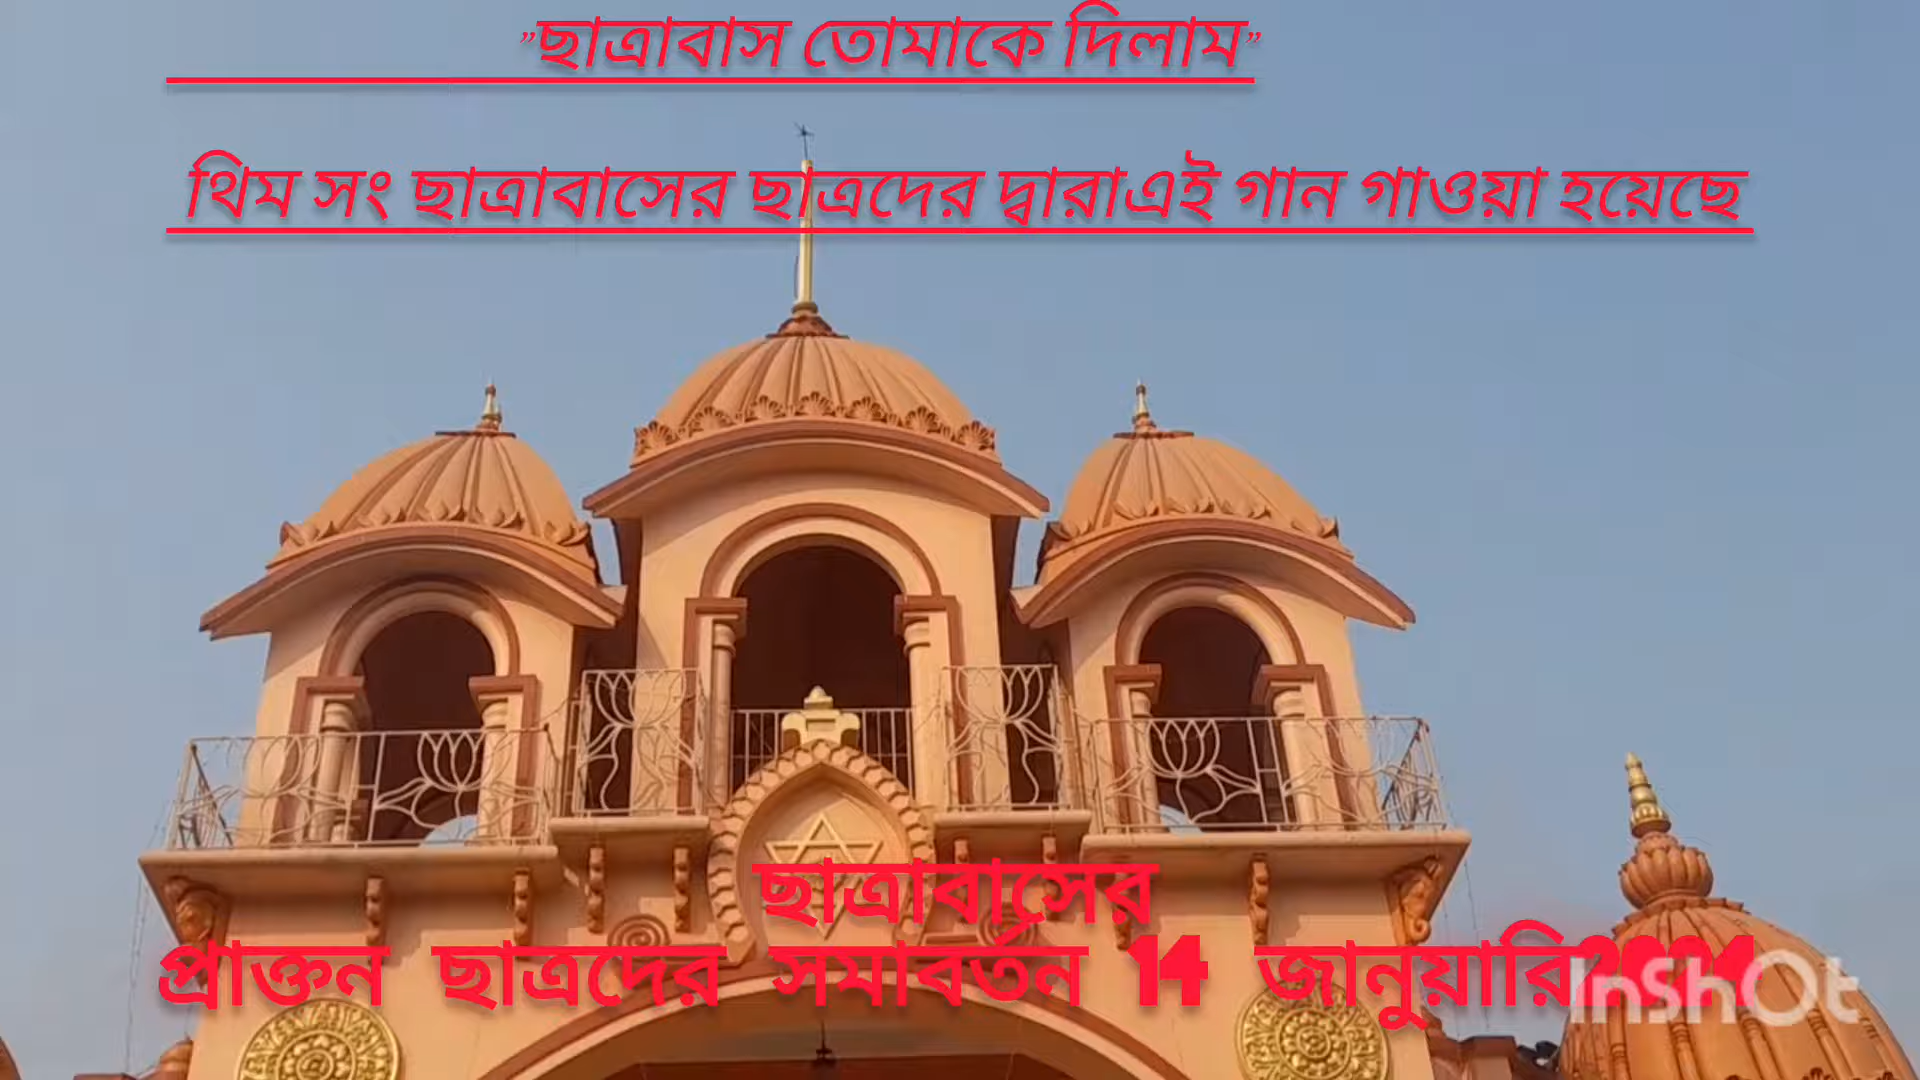 ”ছাত্রাবাস তোমাকে দিলাম”
থিম সং ছাত্রাবাসের ছাত্রদের দ্বারাএই গান গাওয়া হয়েছে
ছাত্রাবাসের
প্রাক্তন ছাত্রদের সমাবর্তন 14 জানুয়ারি
InShOt